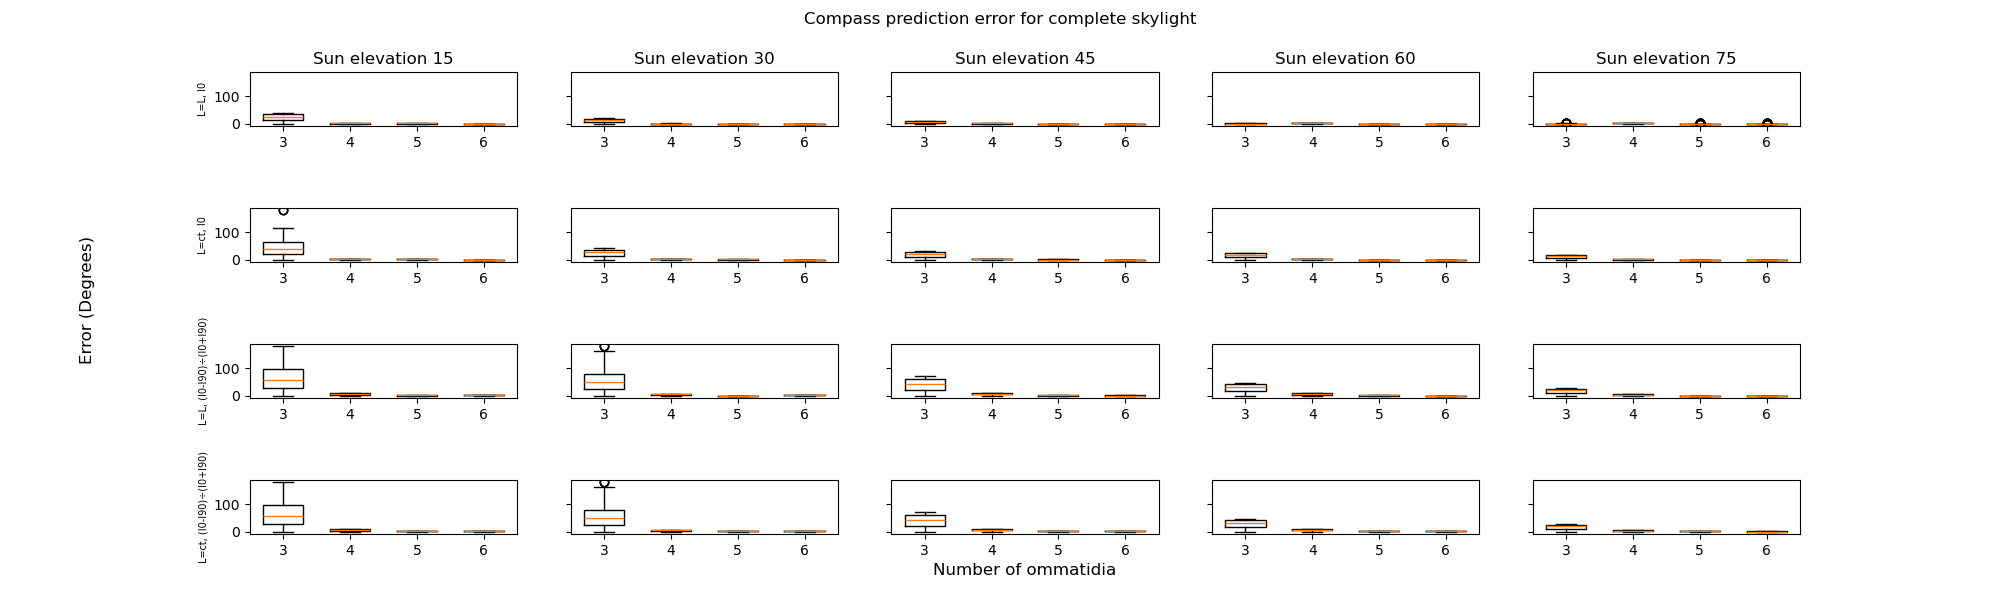 Compass prediction error for complete skylight
Sun elevation 15 Sun elevation 30 Sun elevation 45 Sun elevation 60 Sun elevation 75
L=L, I0
100
0
3 4 5 6 3 4 5 6 3 4 5 6 3 4 5 6 3 4 5 6
L=ct, I0
100
0
3 4 5 6 3 4 5 6 3 4 5 6 3 4 5 6 3 4 5 6
Error (Degrees)
L=L, (I0-I90)÷(I0+I90)
100
0
3 4 5 6 3 4 5 6 3 4 5 6 3 4 5 6 3 4 5 6
L=ct, (I0-I90)÷(I0+I90)
100
0
3 4 5 6 3 4 5 6 3 4 5 6 3 4 5 6 3 4 5 6
Number of ommatidia